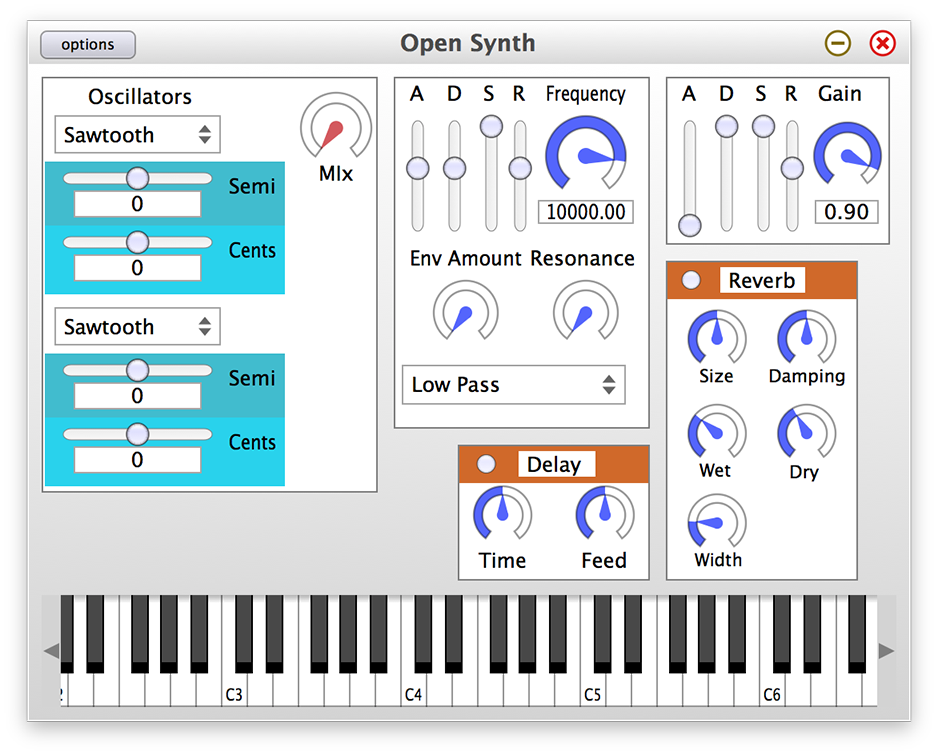 options
Open Synth
Oscillators
Sawtooth
MIx
Semi
0
Cents
0
Sawtooth
Semi
0
Cents
0
A D S R Frequency
10000.00
Env Amount Resonance
Low Pass
A D S R Gain
0.90
Reverb
Size Damping
Wet Dry
Width
Delay
Time Feed
C3 C4 C5 C6